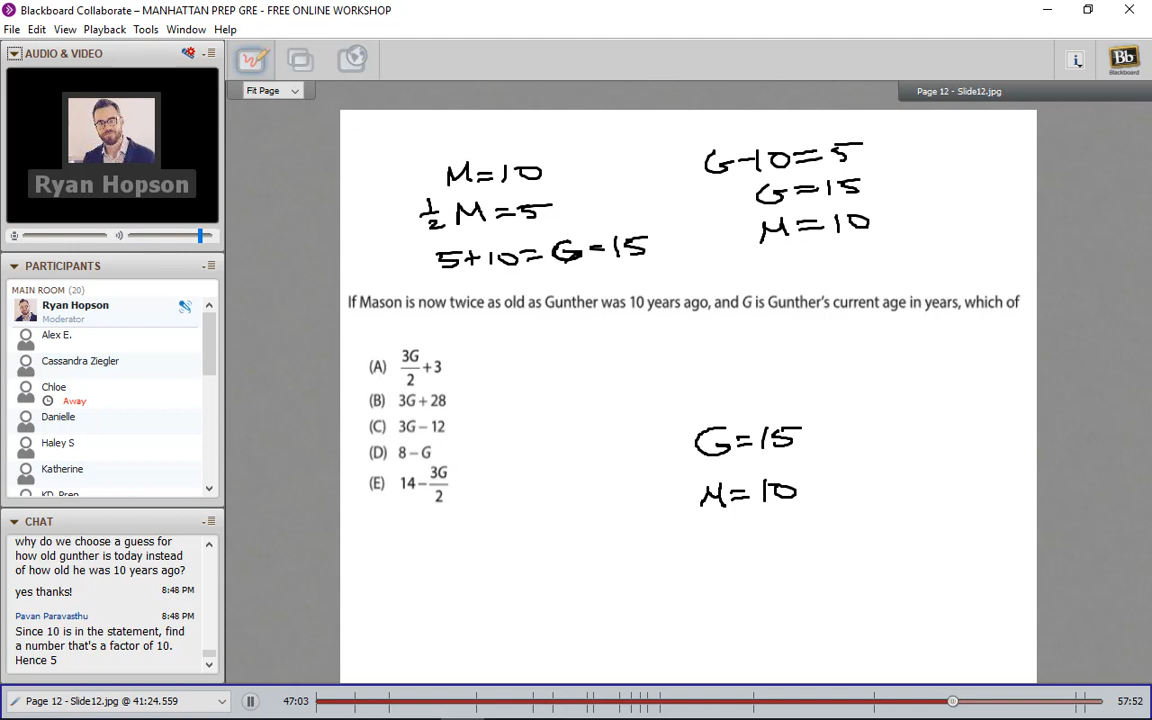 Blackboard Collaborate – MANHATTAN PREP GRE - FREE ONLINE WORKSHOP
File Edit View Playback Tools Window Help
AUDIO & VIDEO
Ryan Hopson
PARTICIPANTS
MAIN ROOM (20)
Ryan Hopson
Moderator
Alex E.
Cassandra Ziegler
Chloe
Away
Danielle
Haley S
Katherine
KD Prep
CHAT
why do we choose a guess for
how old gunther is today instead
of how old he was 10 years ago?
yes thanks! 8:48 PM
Pavan Paravasthu 8:48 PM
Since 10 is in the statement, find
a number that's a factor of 10.
Hence 5
Fit Page
i
Bb
Blackboard
Page 12 - Slide12.jpg
M=10
1/2 M=5
5+10=G=15
G-10=5
G=15
M=10
If Mason is now twice as old as Gunther was 10 years ago, and G is Gunther's current age in years, which of
(A) 3G/2 + 3
(B) 3G + 28
(C) 3G – 12
(D) 8 – G
(E) 14 – 3G/2
G=15
M=10
Page 12 - Slide12.jpg @ 41:24.559
47:03
57:52